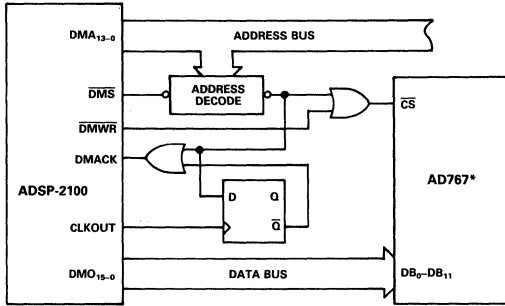 DMA13-0
ADDRESS BUS
DMS
ADDRESS
DECODE
DMWR
CS
DMACK
ADSP-2100
AD767*
D Q
Q
CLKOUT
DMO15-0
DATA BUS
DB0-DB11